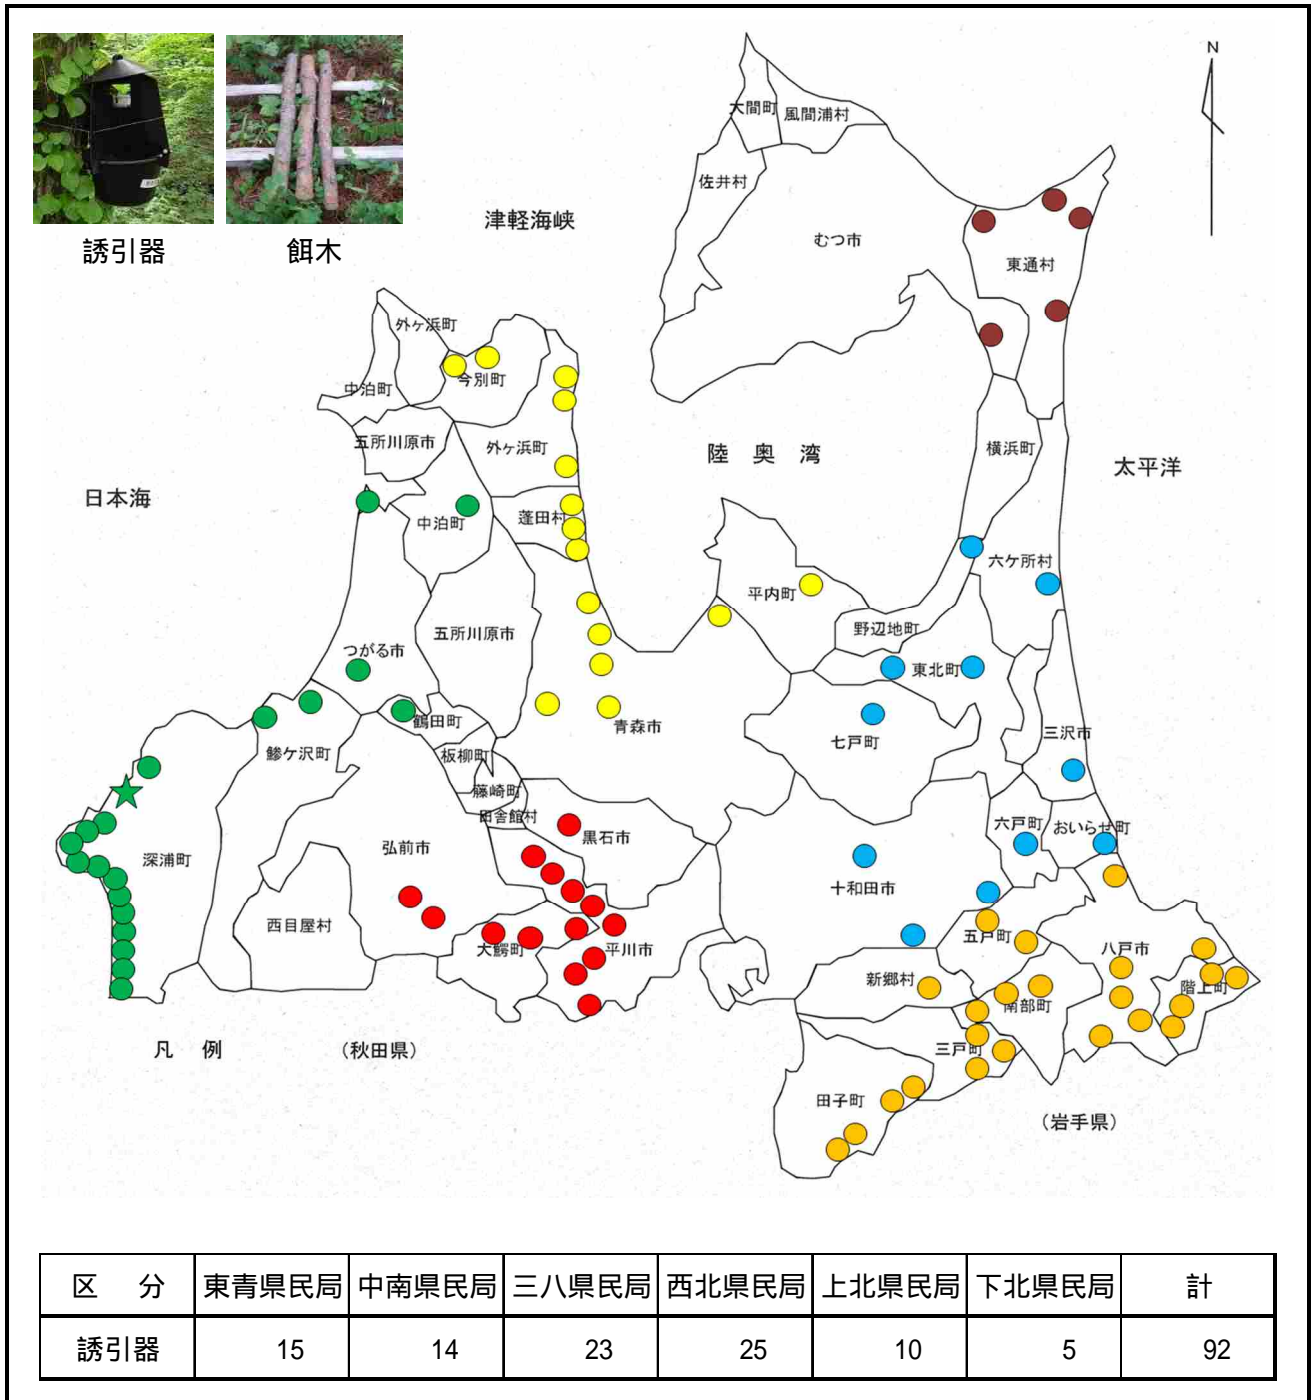 誘引器
餌木
N
大間町
風間浦村
佐井村
むつ市
東通村
津軽海峡
外ヶ浜町
今別町
中泊町
五所川原市
外ヶ浜町
横浜町
陸奥湾
太平洋
日本海
中泊町
蓬田村
六ケ所村
平内町
野辺地町
五所川原市
つがる市
東北町
鶴田町
青森市
七戸町
三沢市
鰺ケ沢町
板柳町
藤崎町
田舎館村
黒石市
六戸町
おいらせ町
深浦町
弘前市
十和田市
西目屋村
大鰐町
平川市
五戸町
八戸市
新郷村
階上町
南部町
凡 例
(秋田県)
三戸町
田子町
(岩手県)
区 分 東青県民局 中南県民局 三八県民局 西北県民局 上北県民局 下北県民局 計
誘引器 15 14 23 25 10 5 92